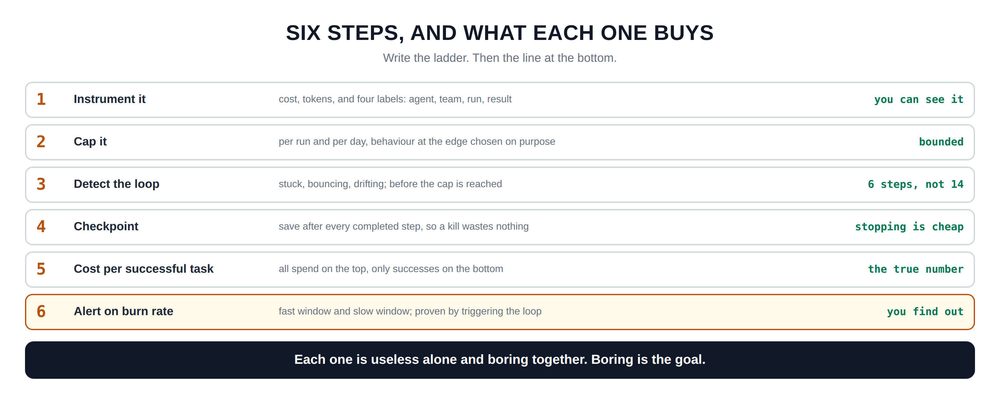 SIX STEPS, AND WHAT EACH ONE BUYS
Write the ladder. Then the line at the bottom.
1 Instrument it cost, tokens, and four labels: agent, team, run, result you can see it
2 Cap it per run and per day, behaviour at the edge chosen on purpose bounded
3 Detect the loop stuck, bouncing, drifting; before the cap is reached 6 steps, not 14
4 Checkpoint save after every completed step, so a kill wastes nothing stopping is cheap
5 Cost per successful task all spend on the top, only successes on the bottom the true number
6 Alert on burn rate fast window and slow window; proven by triggering the loop you find out
Each one is useless alone and boring together. Boring is the goal.